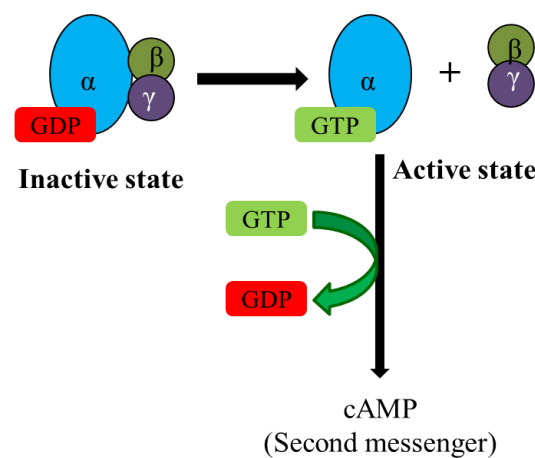 α
β
γ
GDP
Inactive state
α
GTP
+
β
γ
Active state
GTP
GDP
cAMP
(Second messenger)